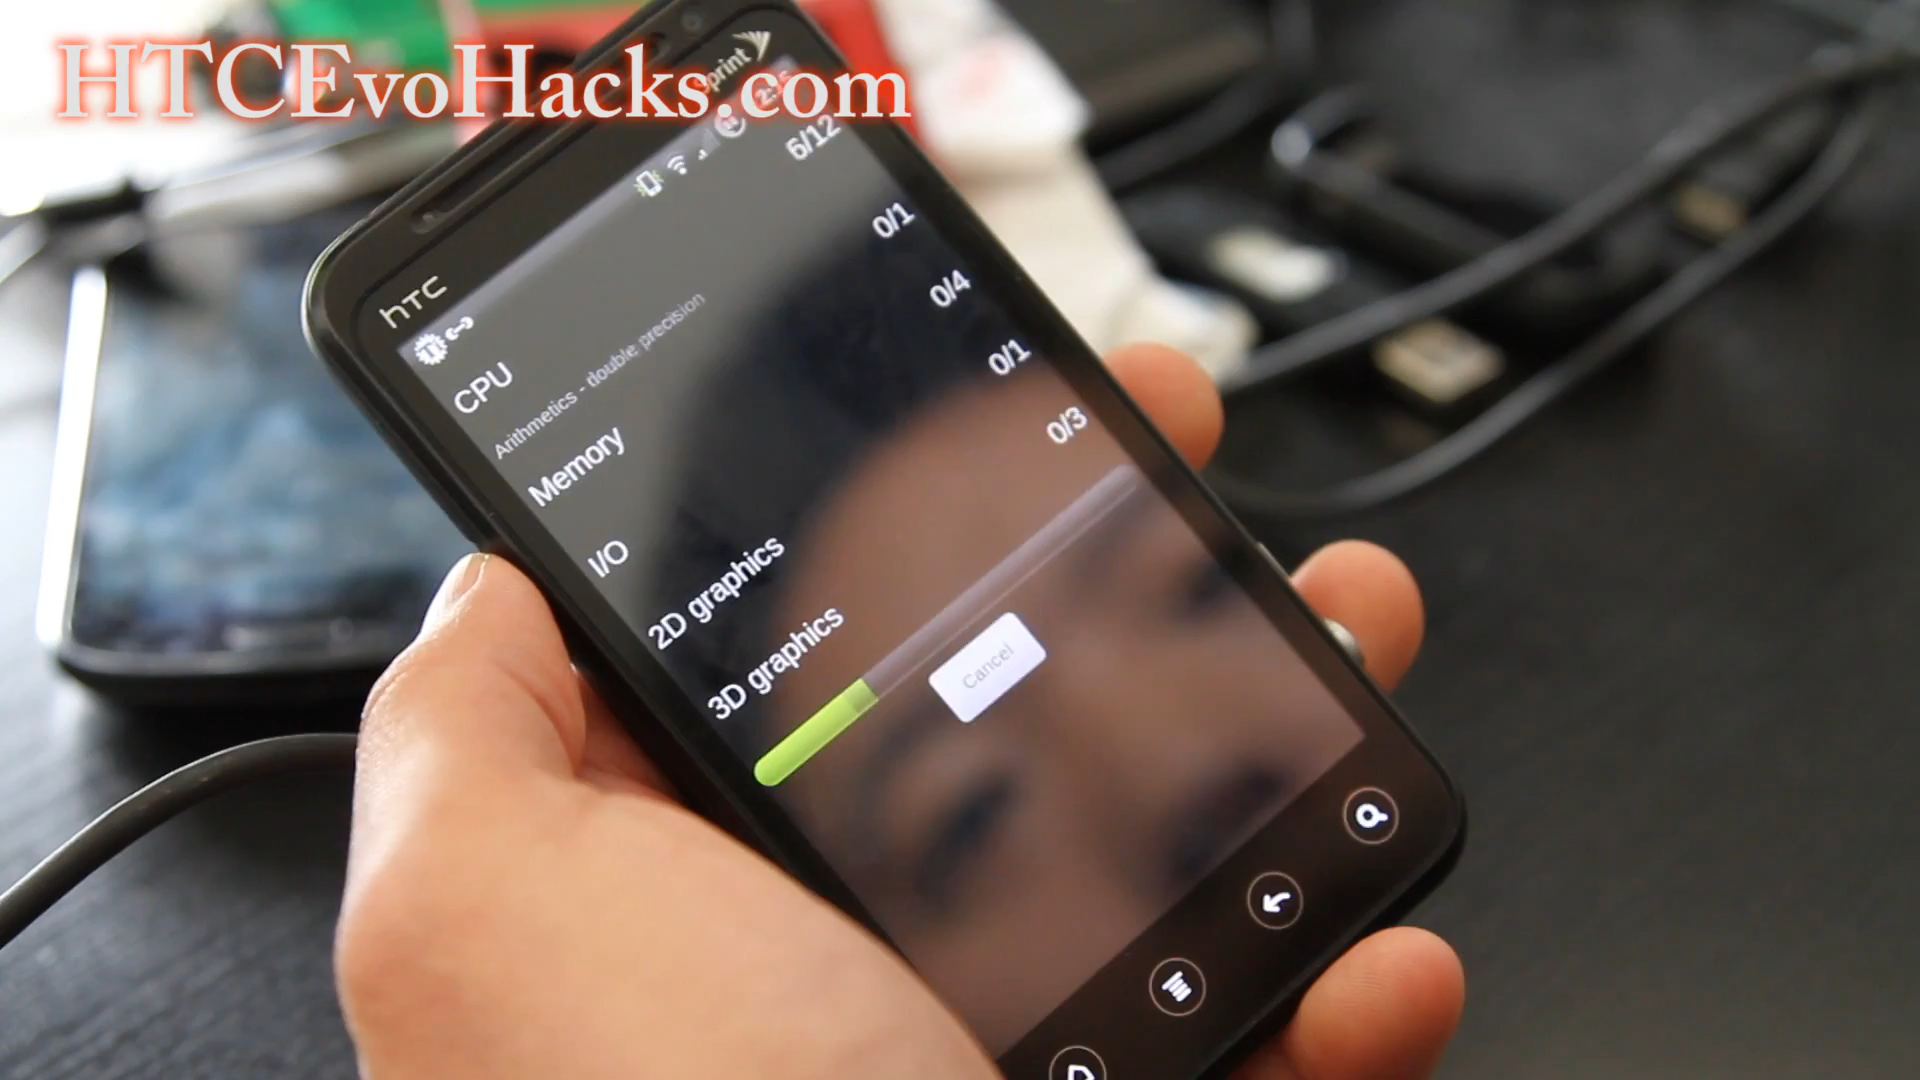 HTCEvoHacks.com
Sprint
hTC
CPU 6/12
Arithmetics - double precision
Memory 0/1
I/O 0/4
2D graphics 0/1
3D graphics 0/3
Cancel